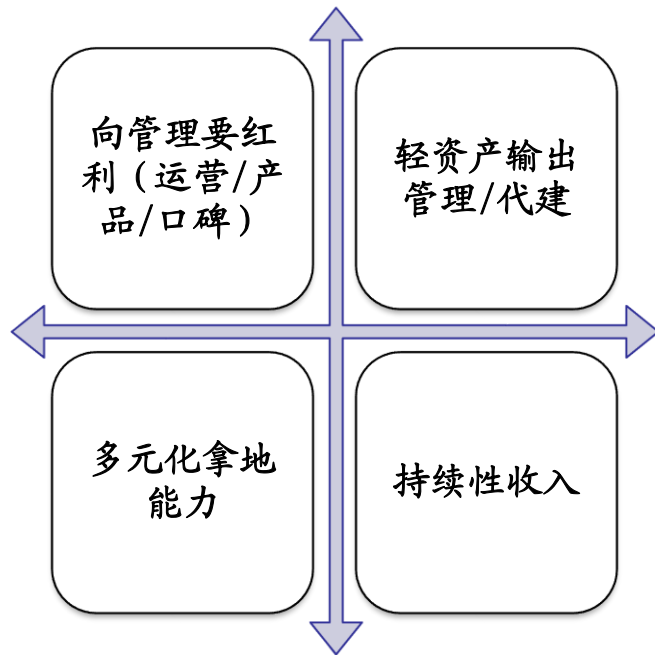 向管理要红
利（运营/产
品/口碑）
轻资产输出
管理/代建
多元化拿地
能力
持续性收入